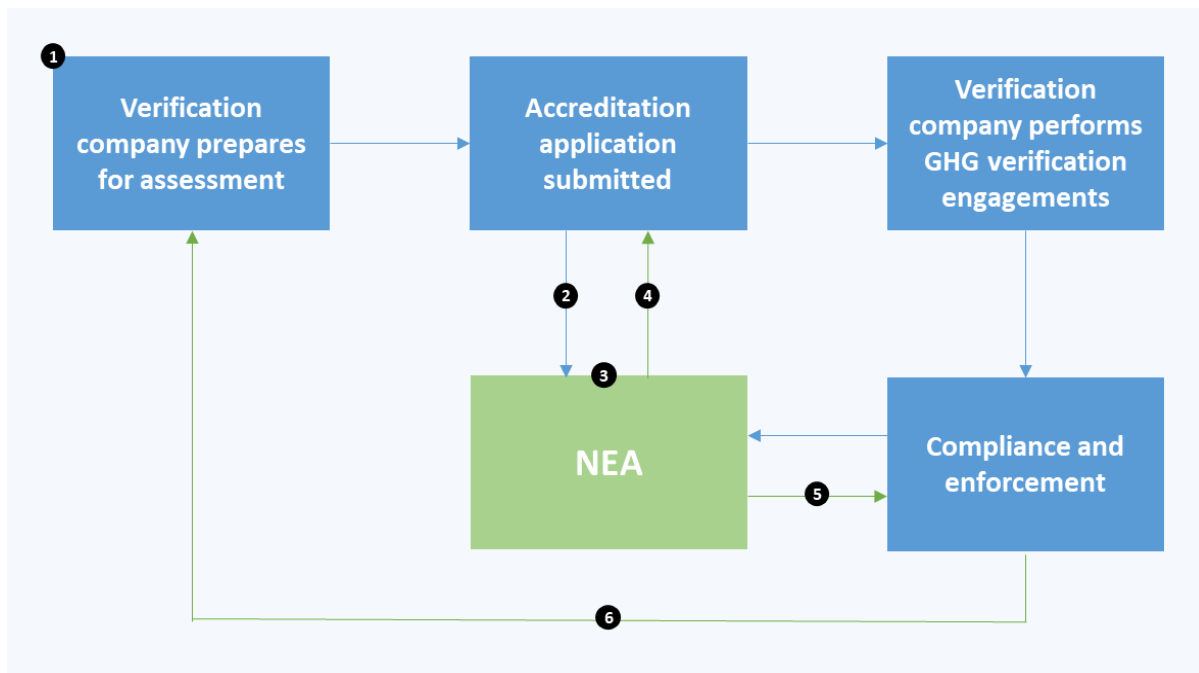 1
Verification
company prepares
for assessment
Accreditation
application
submitted
Verification
company performs
GHG verification
engagements
2
4
3
NEA
5
Compliance and
enforcement
6